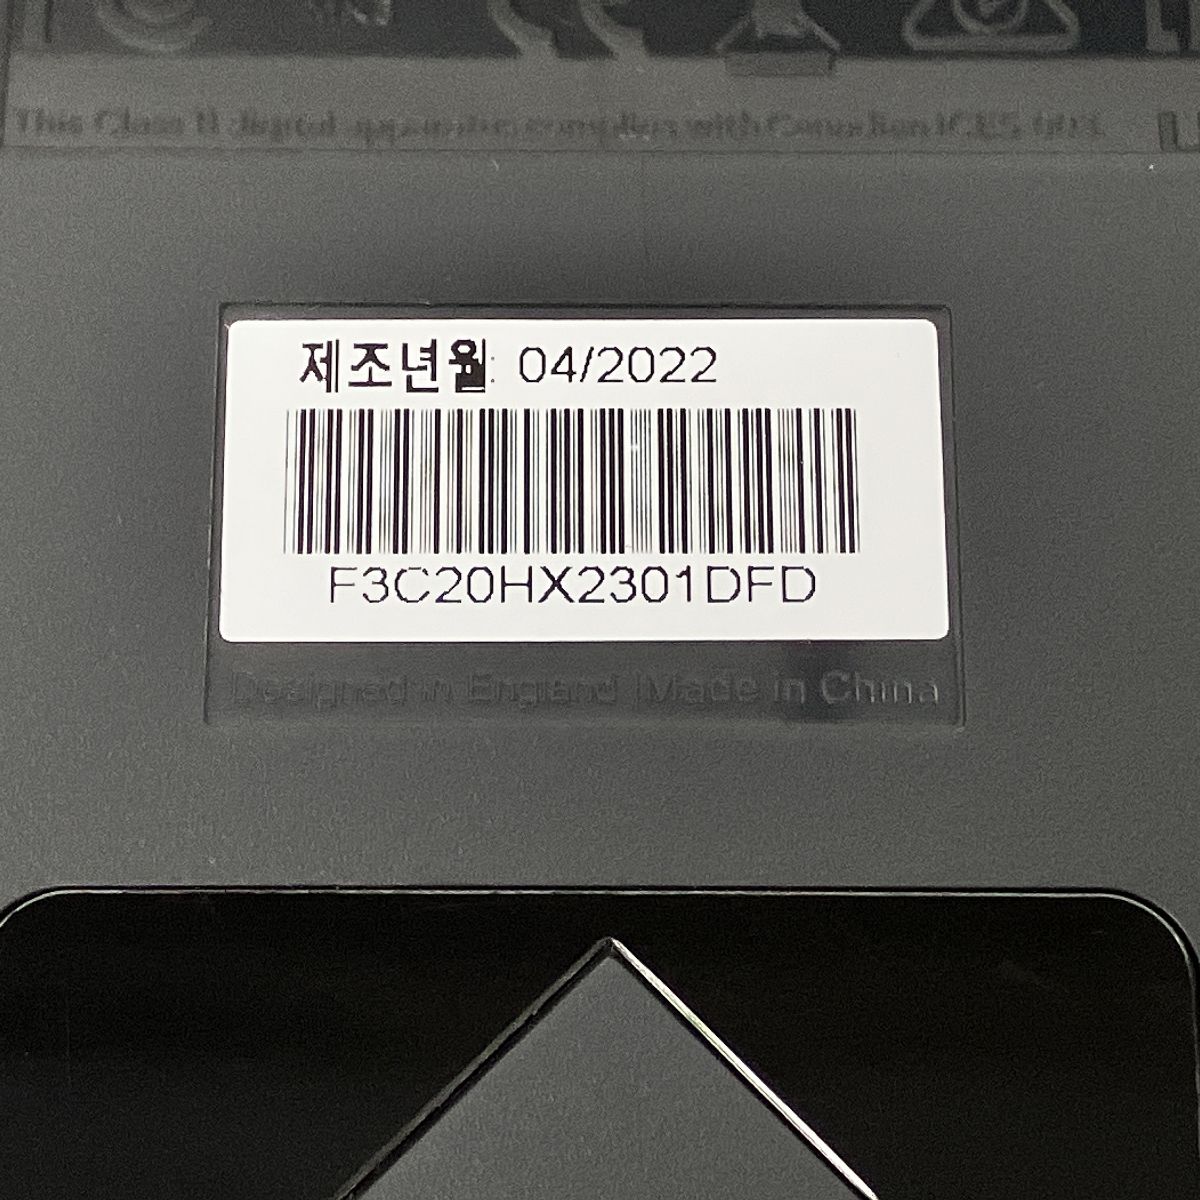 This Class B digital apparatus complies with Canadian ICES-003.
제조년월: 04/2022
F3C20HX2301DFD
Designed in England | Made in China